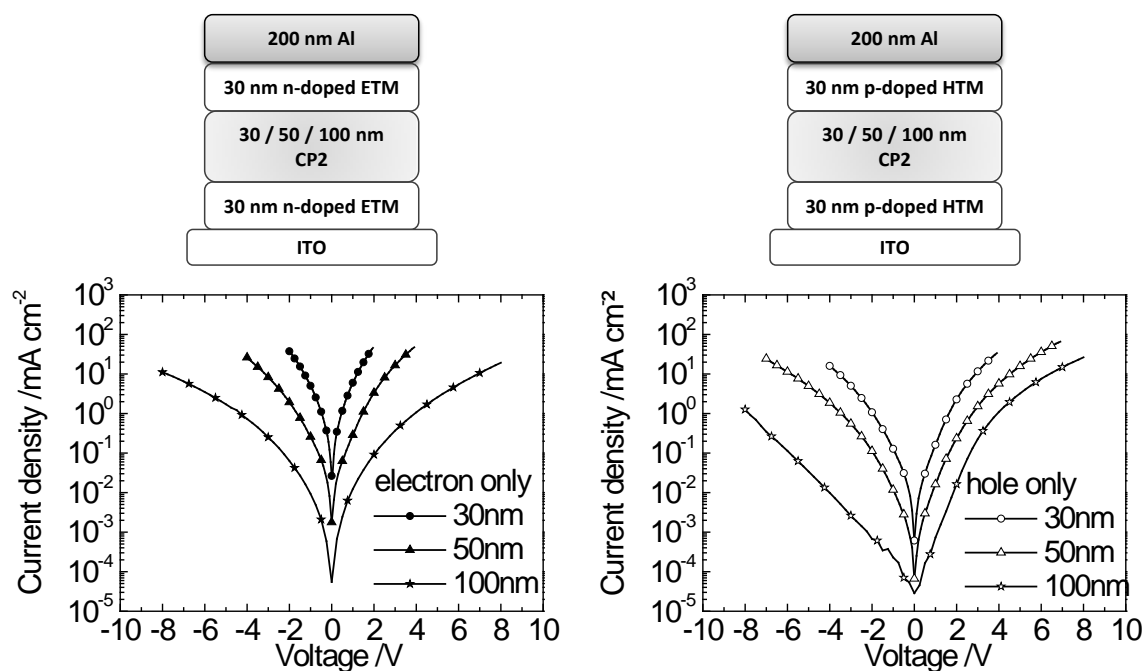 200 nm Al
30 nm n-doped ETM
30 / 50 / 100 nm
CP2
30 nm n-doped ETM
ITO
200 nm Al
30 nm p-doped HTM
30 / 50 / 100 nm
CP2
30 nm p-doped HTM
ITO
Current density /mA cm⁻²
10³
10²
10¹
10⁰
10⁻¹
10⁻²
10⁻³
10⁻⁴
10⁻⁵
electron only
30nm
50nm
100nm
-10 -8 -6 -4 -2 0 2 4 6 8 10
Voltage /V
Current density /mA cm⁻²
10³
10²
10¹
10⁰
10⁻¹
10⁻²
10⁻³
10⁻⁴
10⁻⁵
hole only
30nm
50nm
100nm
-10 -8 -6 -4 -2 0 2 4 6 8 10
Voltage /V